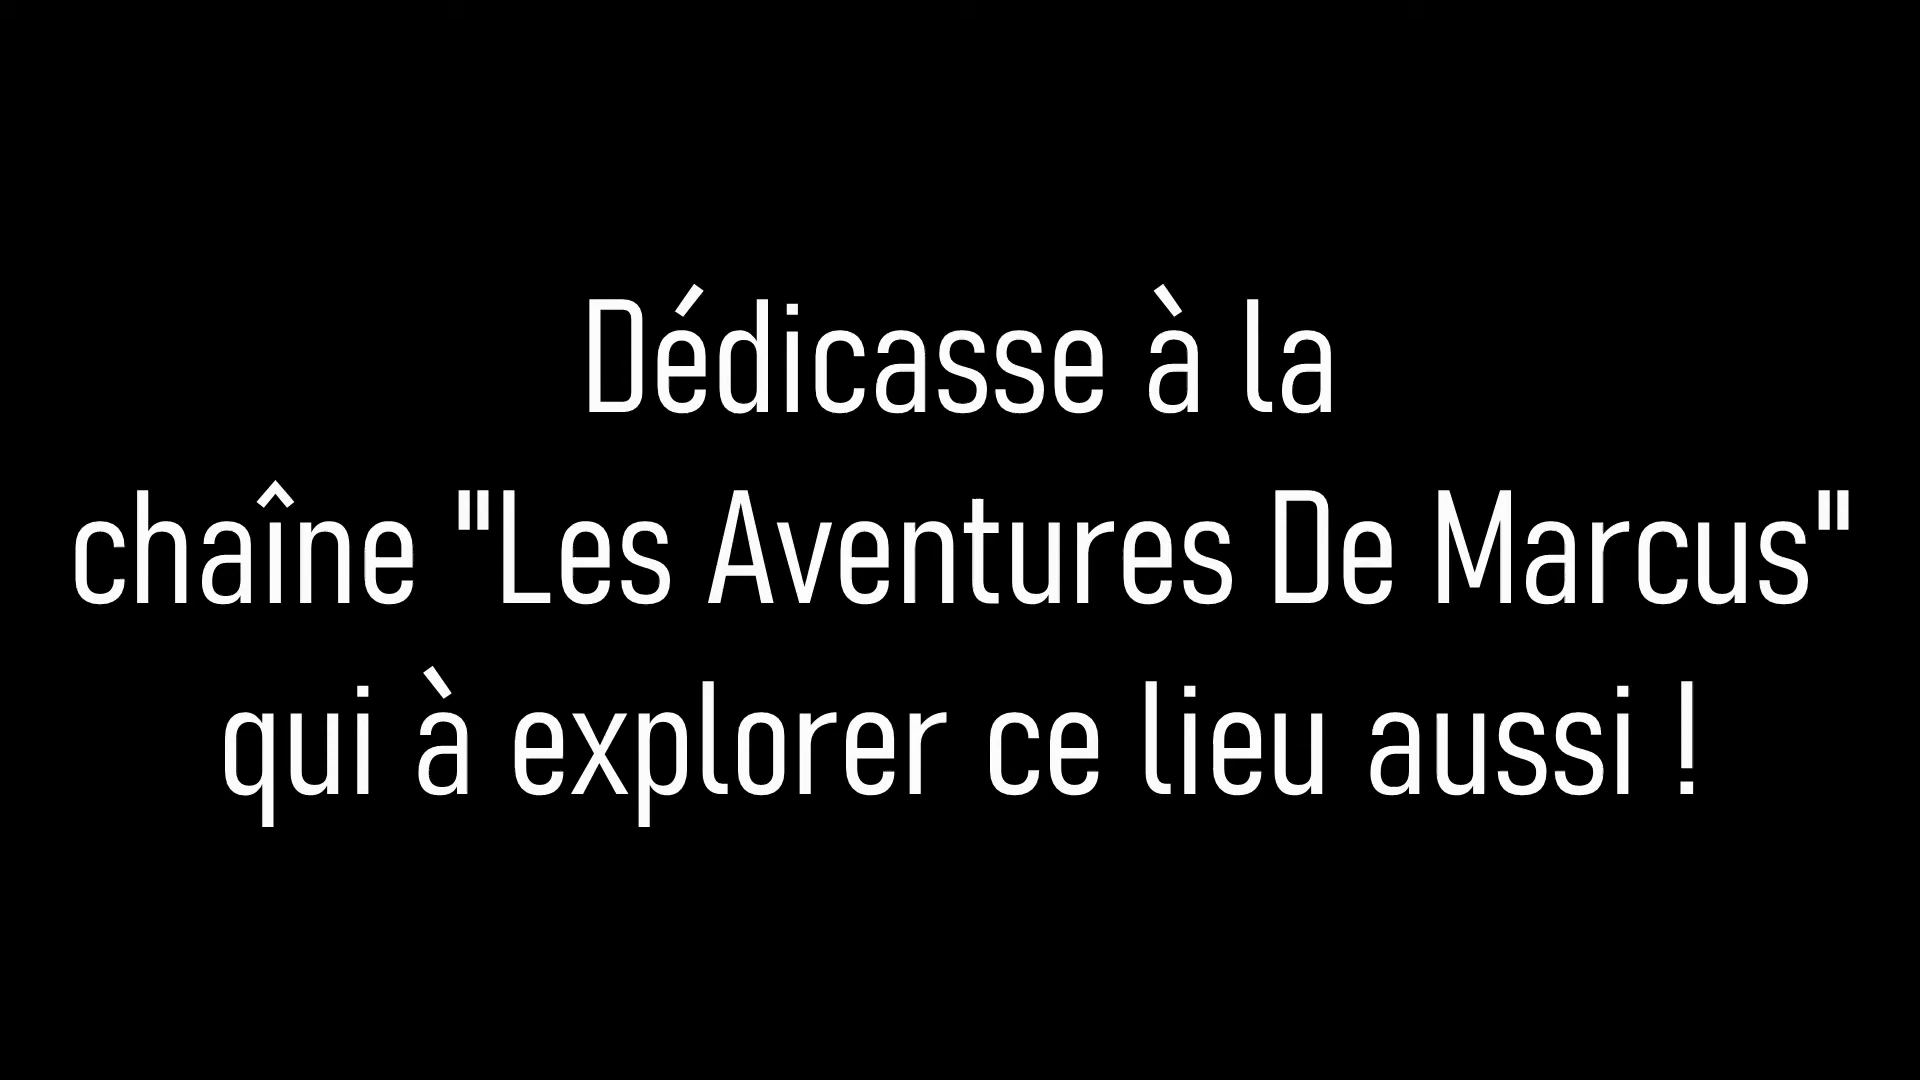 Dédicasse à la
chaîne "Les Aventures De Marcus"
qui à explorer ce lieu aussi !